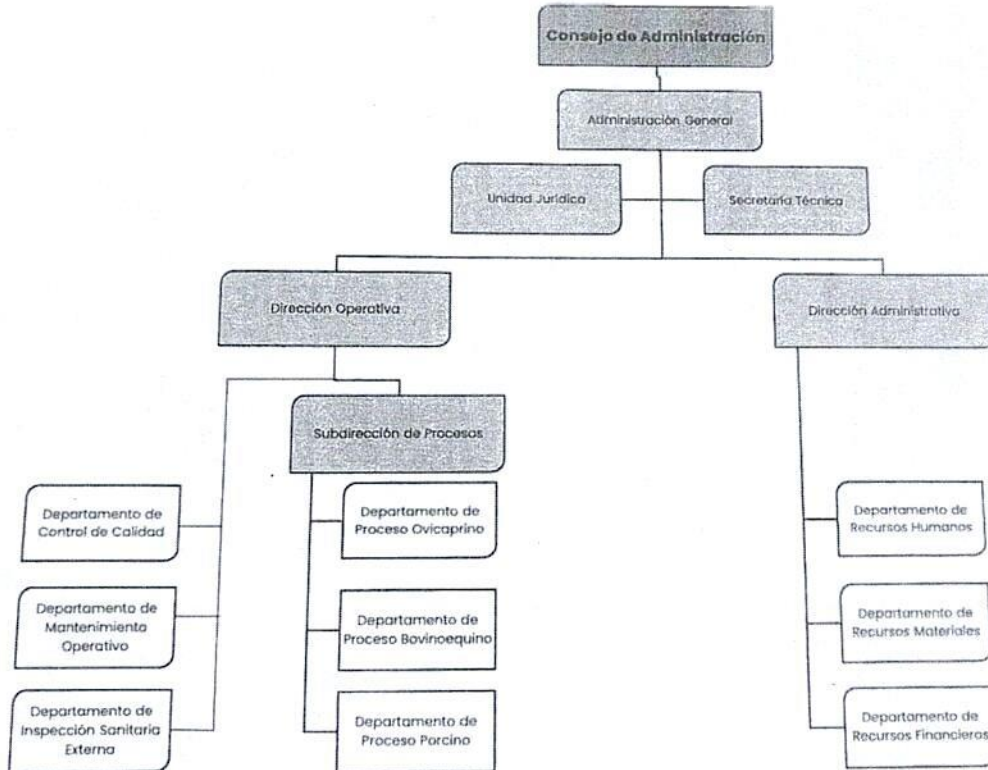 Consejo de Administración
Administración General
Unidad Jurídica
Secretaría Técnica
Dirección Operativa
Dirección Administrativa
Subdirección de Procesos
Departamento de
Control de Calidad
Departamento de
Proceso Ovicaprino
Departamento de
Recursos Humanos
Departamento de
Mantenimiento
Operativo
Departamento de
Proceso Bovinoequino
Departamento de
Recursos Materiales
Departamento de
Inspección Sanitaria
Externa
Departamento de
Proceso Porcino
Departamento de
Recursos Financieros